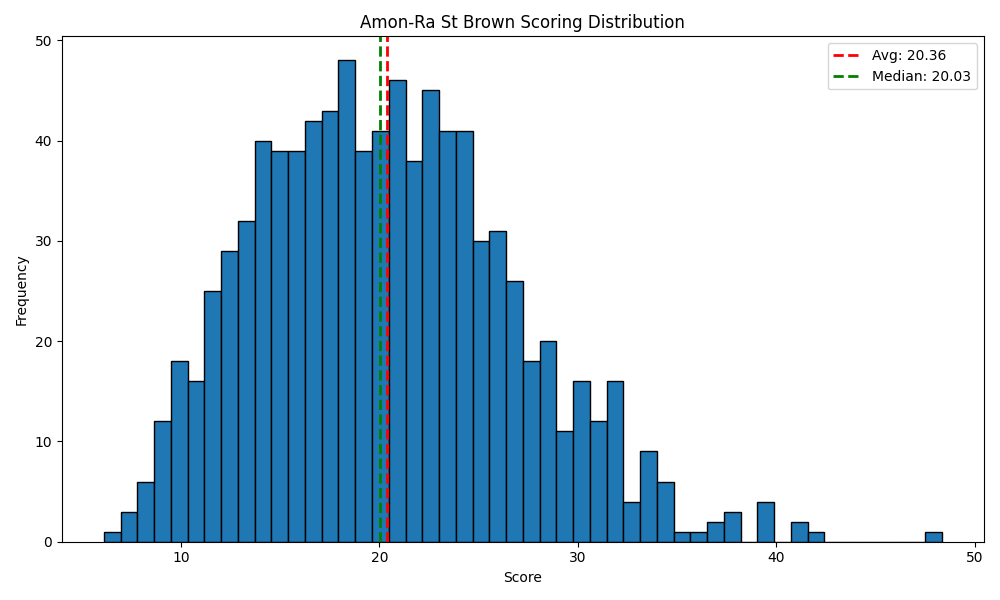 Amon-Ra St Brown Scoring Distribution
Avg: 20.36
Median: 20.03
Frequency
50
40
30
20
10
0
10 20 30 40 50
Score